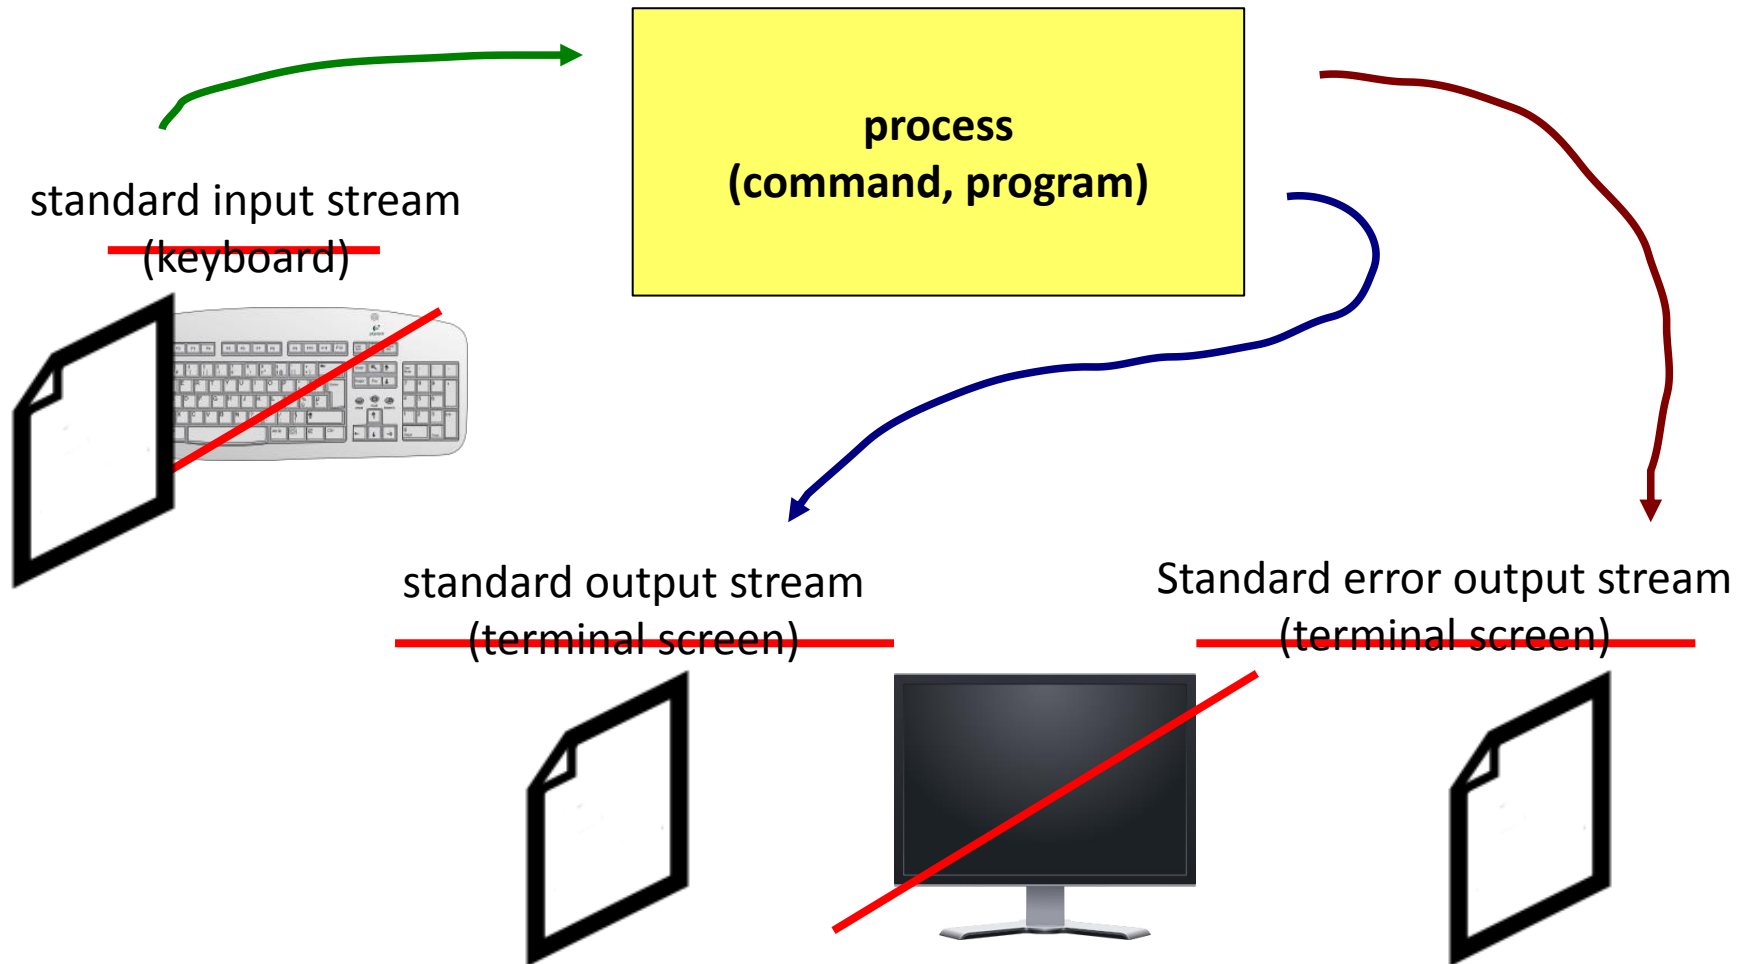 process
(command, program)
standard input stream
(keyboard)
standard output stream
(terminal screen)
Standard error output stream
(terminal screen)